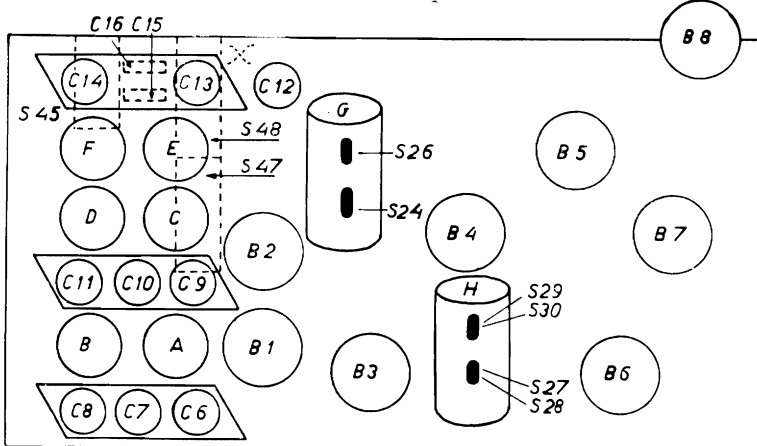 C16 C15
B8
C14 C13 C12
S45
G
F E S48 S26 B5
S47
D C S24 B4 B7
B2
C11 C10 C9 H S29
S30
B A B1 B3 S27 B6
S28
C8 C7 C6